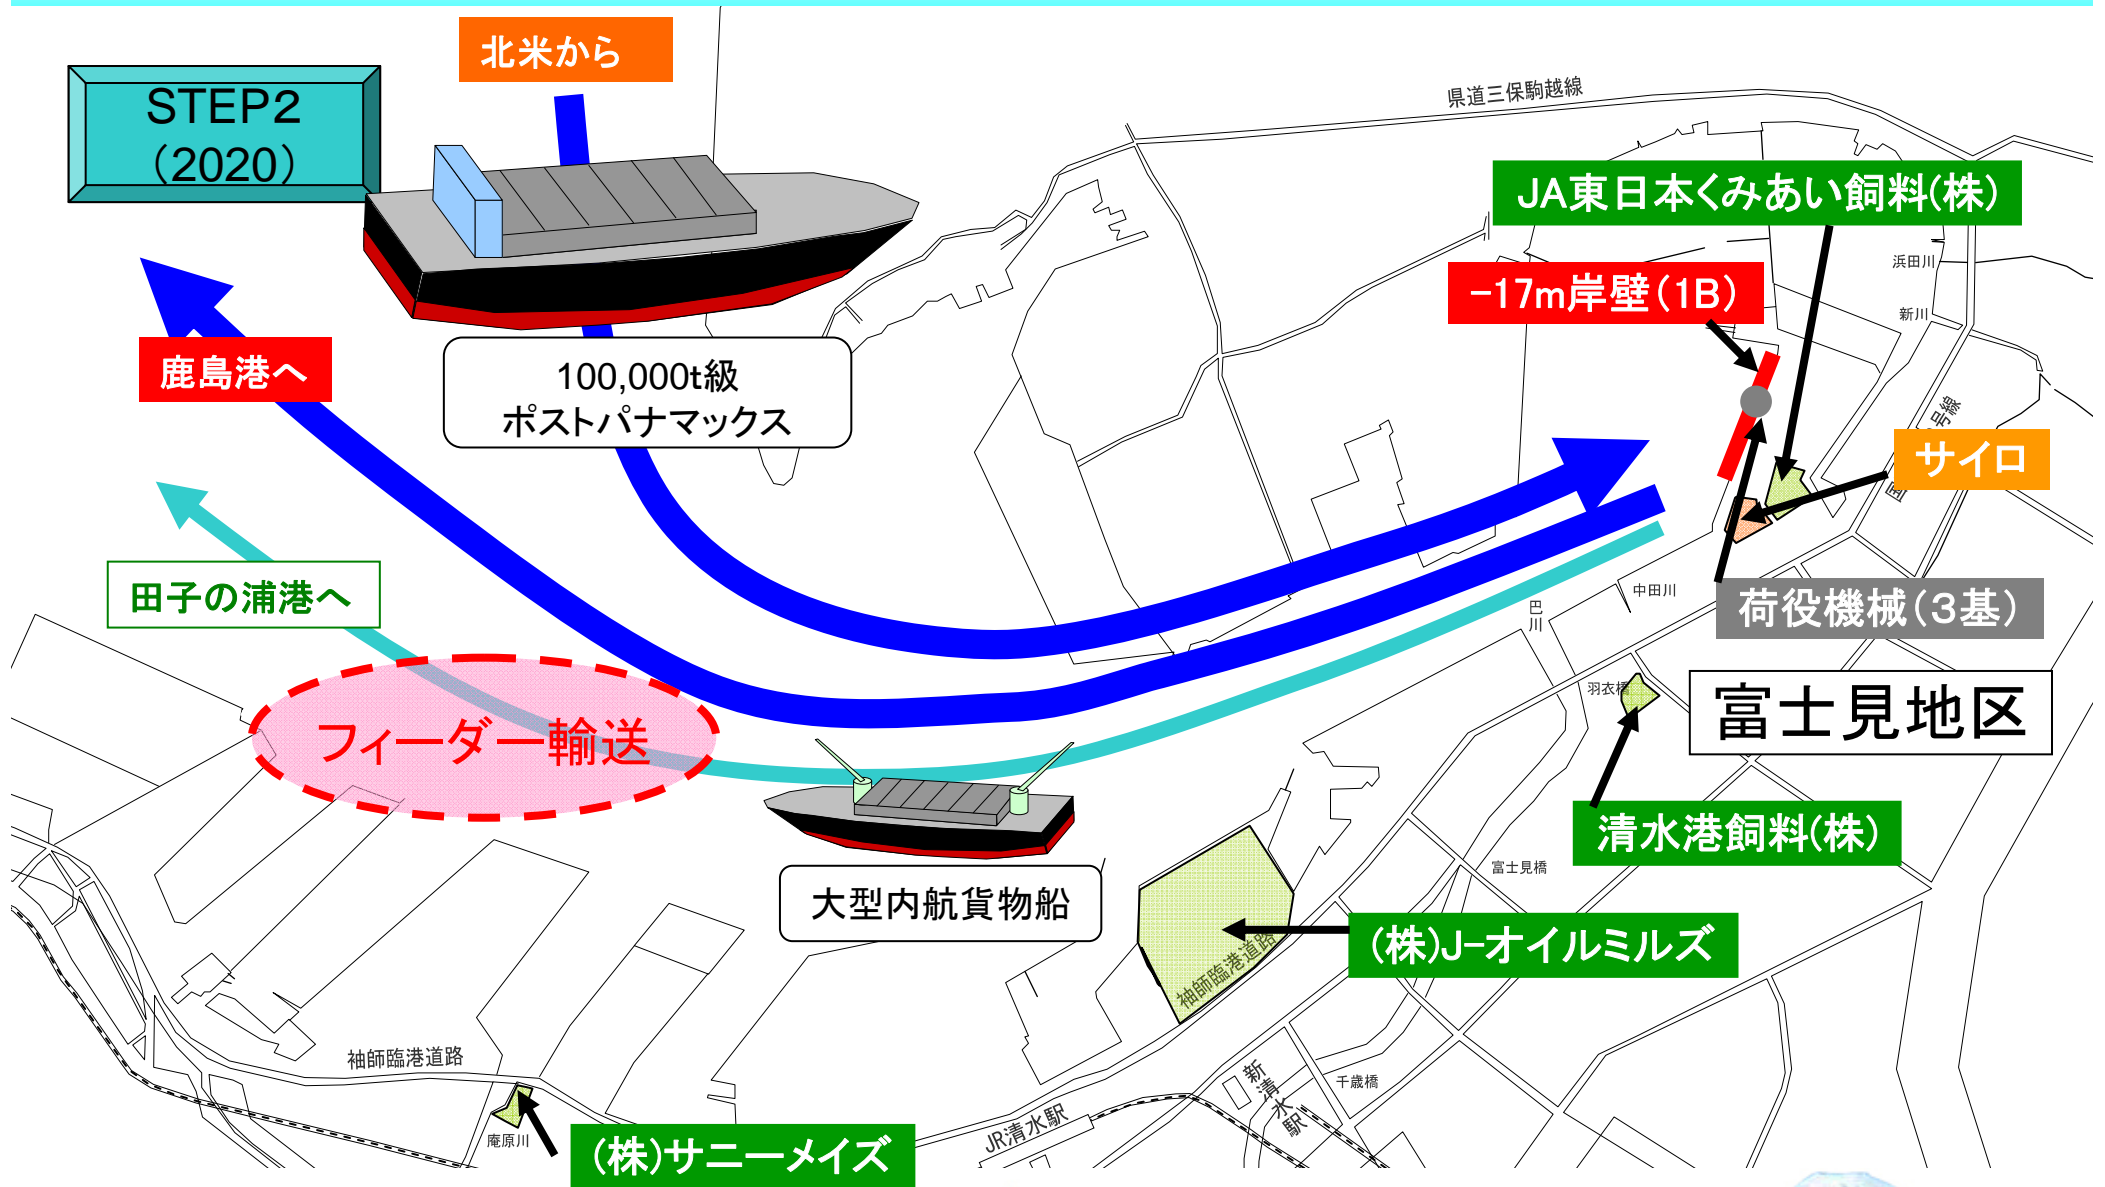 北米から
STEP2
（2020）
県道三保駒越線
JA東日本くみあい飼料(株)
浜田川
-17m岸壁（1B）
新川
鹿島港へ
100,000t級
ポストパナマックス
号線
サイロ
国
田子の浦港へ
中田川
巴川
荷役機械（3基）
羽衣橋
富士見地区
フィーダー輸送
清水港飼料(株)
富士見橋
大型内航貨物船
(株)J-オイルミルズ
袖師臨港道路
袖師臨港道路
新清水駅
千歳橋
JR清水駅
庵原川
(株)サニーメイズ